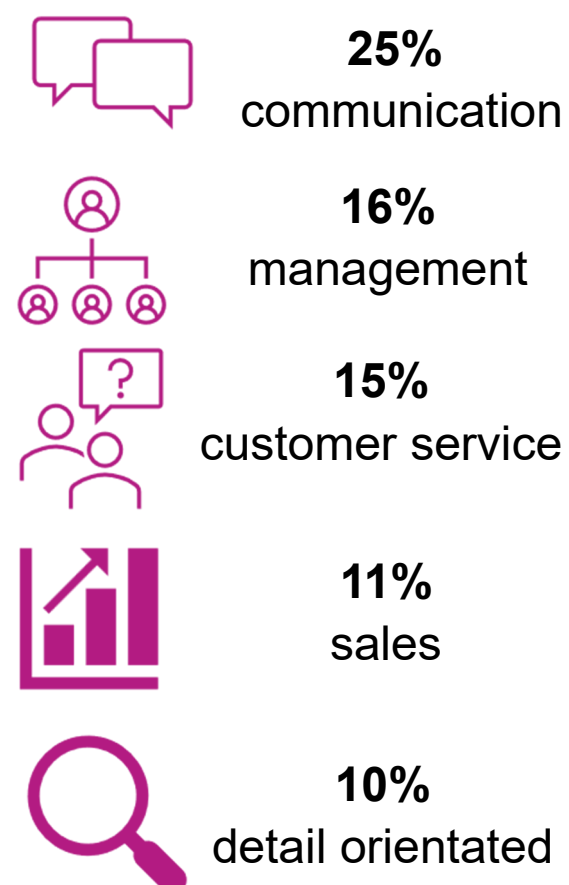 25%
communication
16%
management
?
15%
customer service
11%
sales
10%
detail orientated